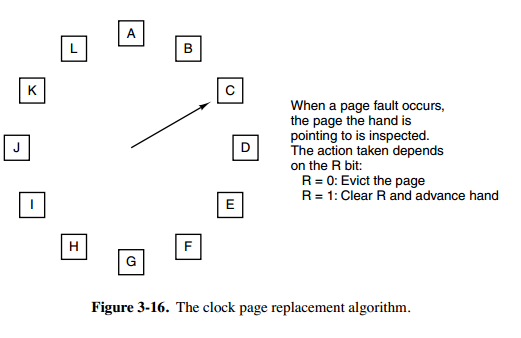 A
L
B
K
C
When a page fault occurs,
the page the hand is
pointing to is inspected.
J
D
The action taken depends
on the R bit:
R = 0: Evict the page
I
E
R = 1: Clear R and advance hand
H
F
G
Figure 3-16. The clock page replacement algorithm.